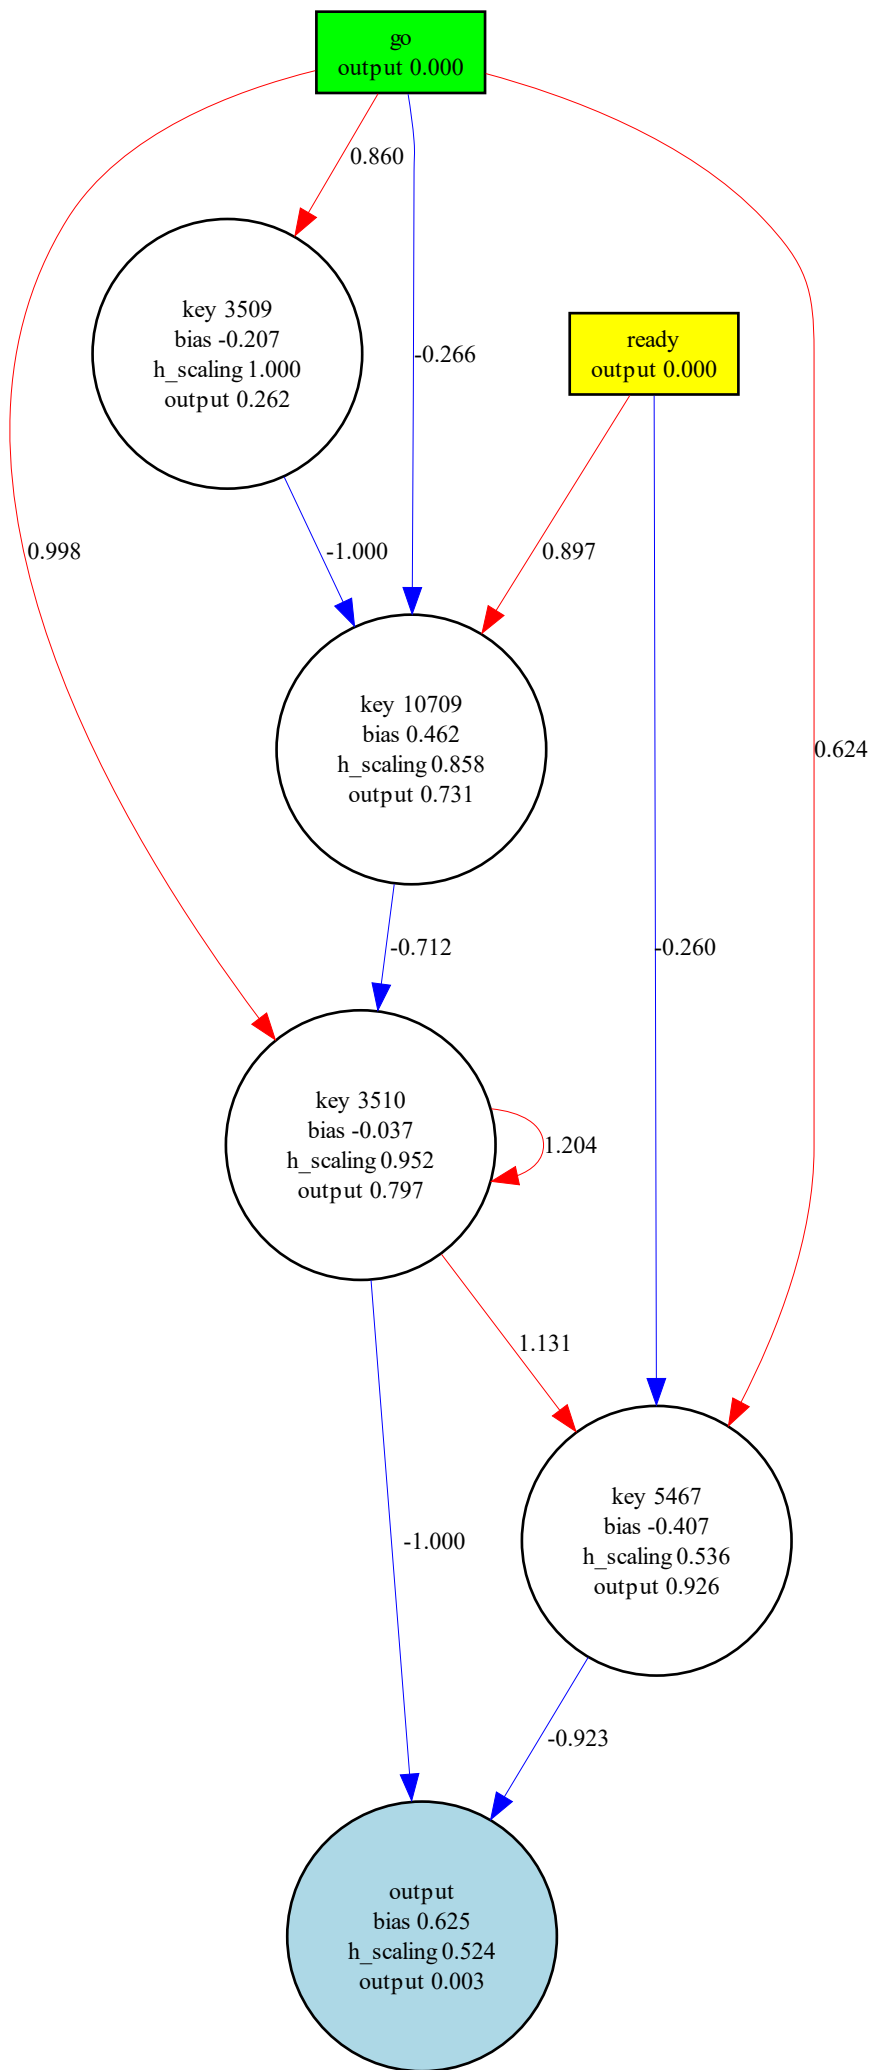 go
output 0.000
0.860
key 3509
bias -0.207
h_scaling 1.000
output 0.262
-0.266
ready
output 0.000
0.998
-1.000
0.897
key 10709
bias 0.462
h_scaling 0.858
output 0.731
0.624
-0.712
-0.260
key 3510
bias -0.037
h_scaling 0.952
output 0.797
1.204
1.131
key 5467
bias -0.407
h_scaling 0.536
output 0.926
-1.000
-0.923
output
bias 0.625
h_scaling 0.524
output 0.003